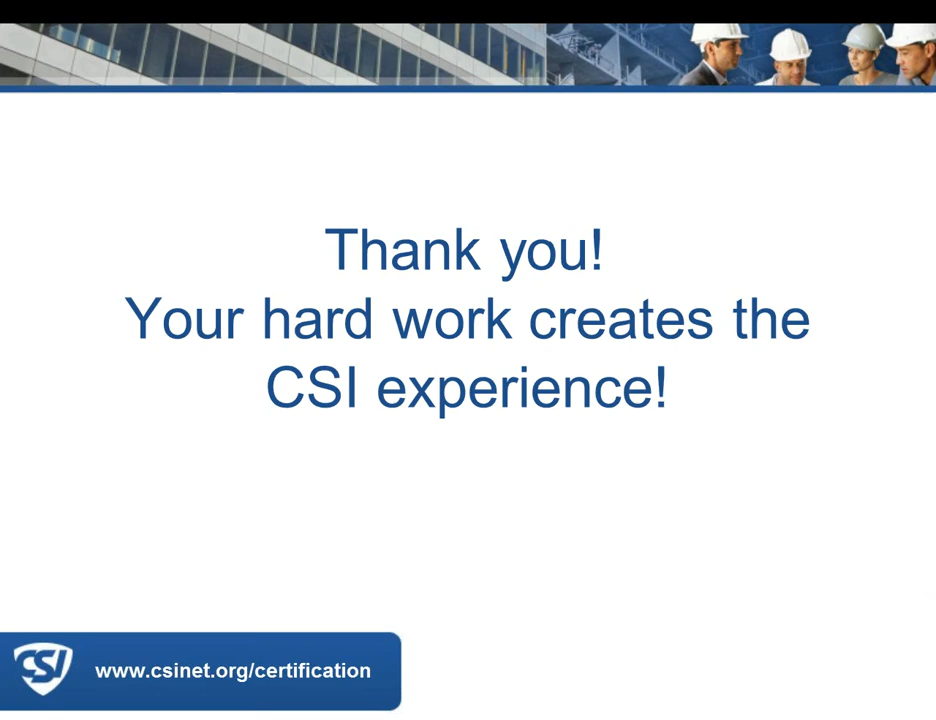 Thank you!
Your hard work creates the
CSI experience!
CSI
www.csinet.org/certification